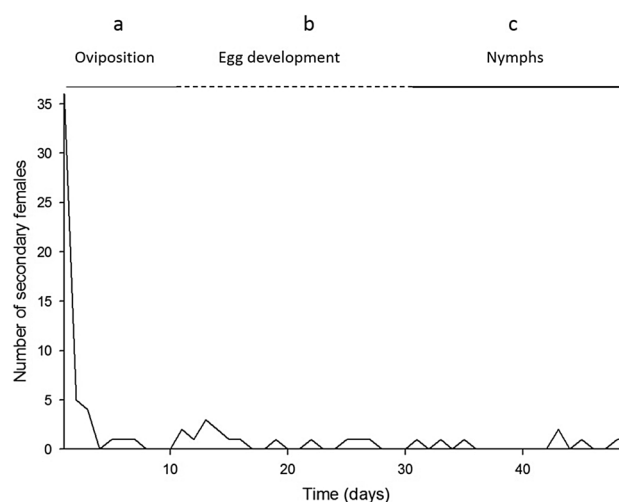 a b c
Oviposition Egg development Nymphs
35
30
25
20
15
10
5
0
Number of secondary females
10 20 30 40
Time (days)